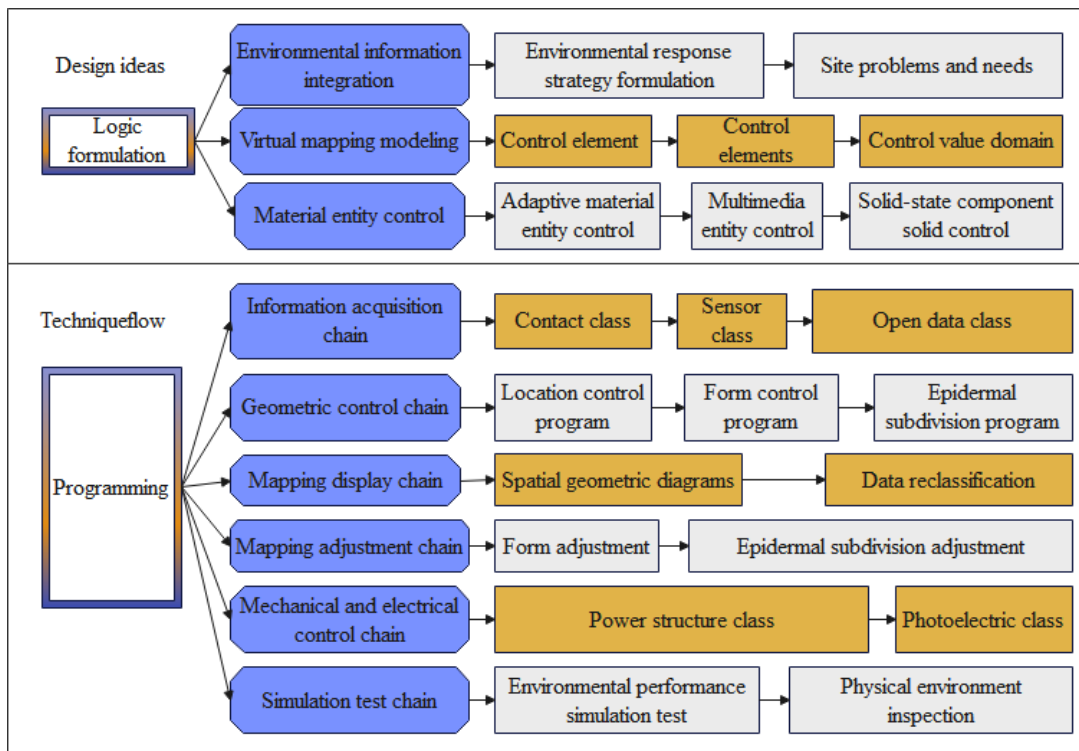 Design ideas
Logic
formulation
Environmental information
integration
Environmental response
strategy formulation
Site problems and needs
Virtual mapping modeling
Control element
Control
elements
Control value domain
Material entity control
Adaptive material
entity control
Multimedia
entity control
Solid-state component
solid control
Techniqueflow
Programming
Information acquisition
chain
Contact class
Sensor
class
Open data class
Geometric control chain
Location control
program
Form control
program
Epidermal
subdivision program
Mapping display chain
Spatial geometric diagrams
Data reclassification
Mapping adjustment chain
Form adjustment
Epidermal subdivision adjustment
Mechanical and electrical
control chain
Power structure class
Photoelectric class
Simulation test chain
Environmental performance
simulation test
Physical environment
inspection